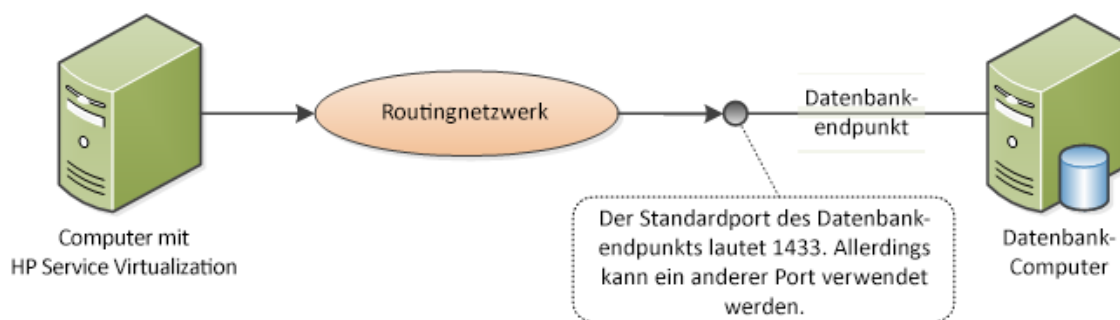 Routingnetzwerk
Datenbank-
endpunkt
Der Standardport des Datenbank-
endpunkts lautet 1433. Allerdings
kann ein anderer Port verwendet
werden.
Computer mit
HP Service Virtualization
Datenbank-
Computer